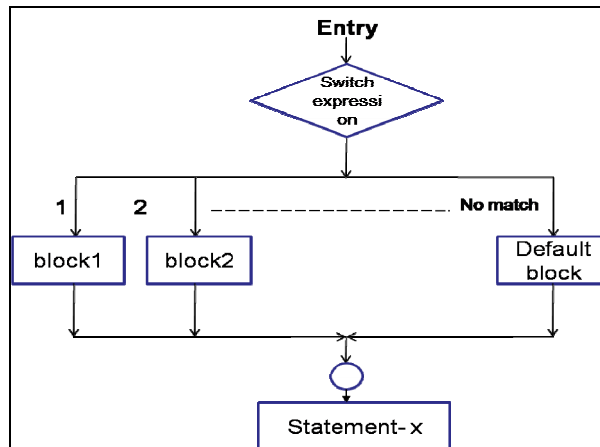 Entry
Switch
expressi
on
1
2
No match
block1
block2
Default
block
Statement- x